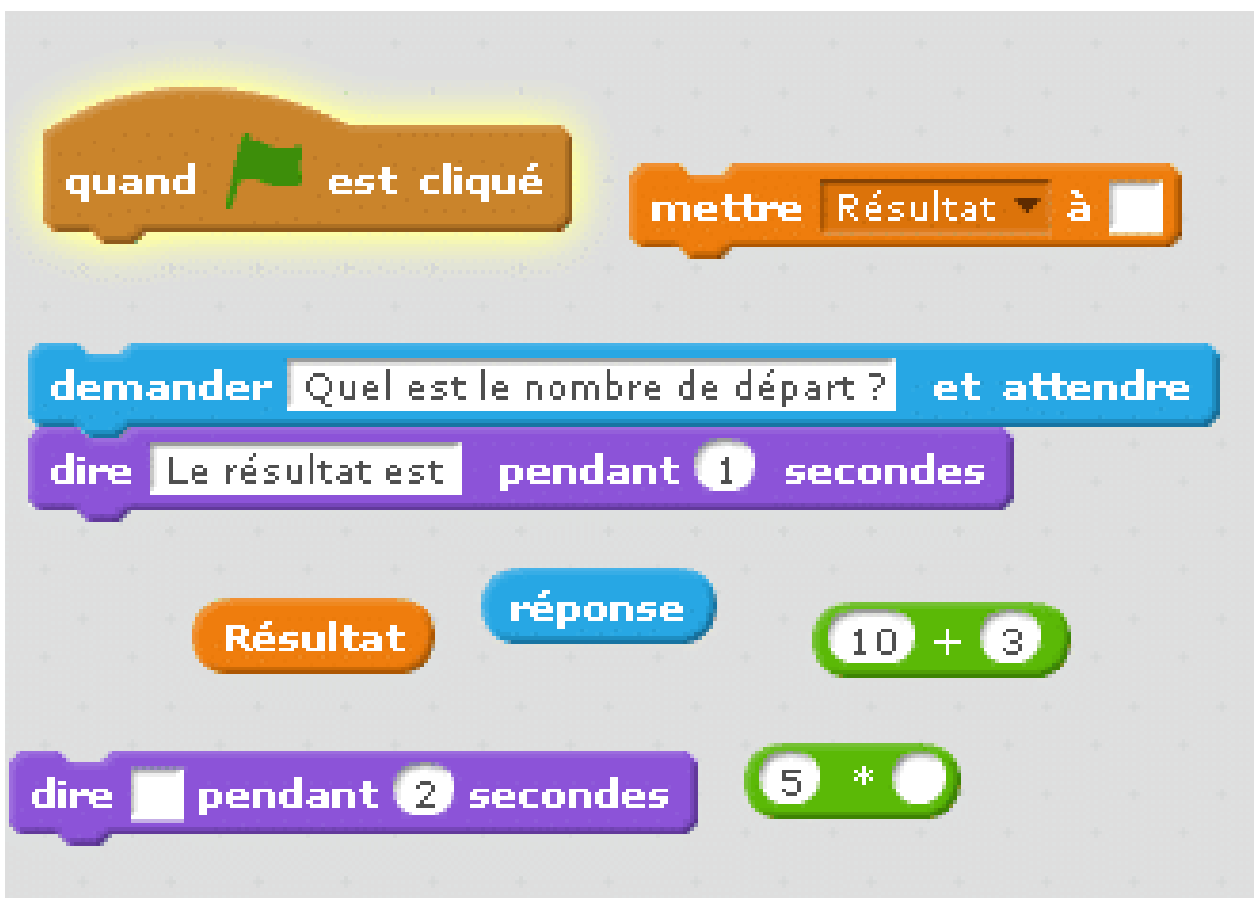 quand est cliqué
mettre Résultat à
demander Quel est le nombre de départ ? et attendre
dire Le résultat est pendant 1 secondes
réponse
Résultat
10 + 3
dire pendant 2 secondes
5 *